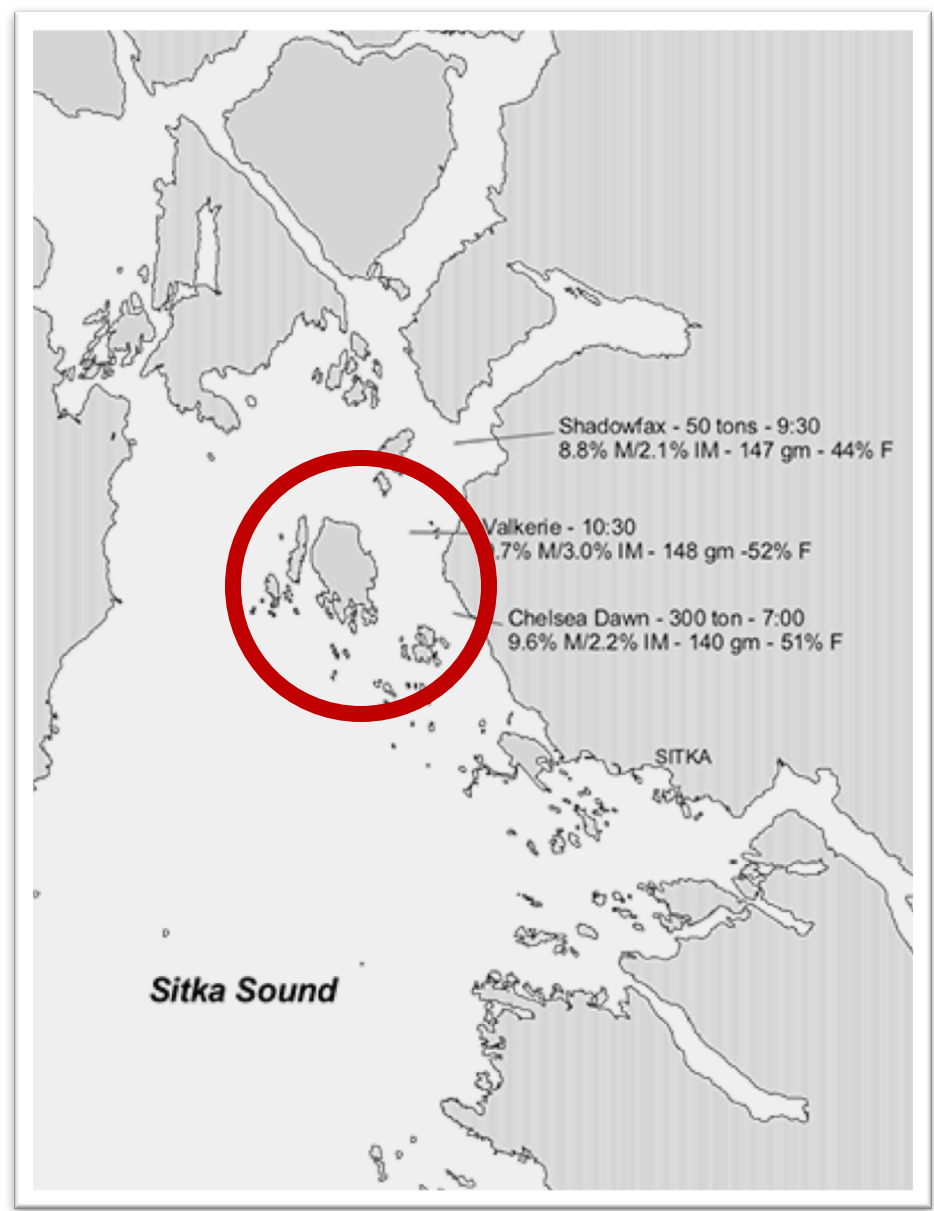 Shadowfax - 50 tons - 9:30
8.8% M/2.1% IM - 147 gm - 44% F
Valkerie - 10:30
.7% M/3.0% IM - 148 gm -52% F
Chelsea Dawn - 300 ton - 7:00
9.6% M/2.2% IM - 140 gm - 51% F
SITKA
Sitka Sound